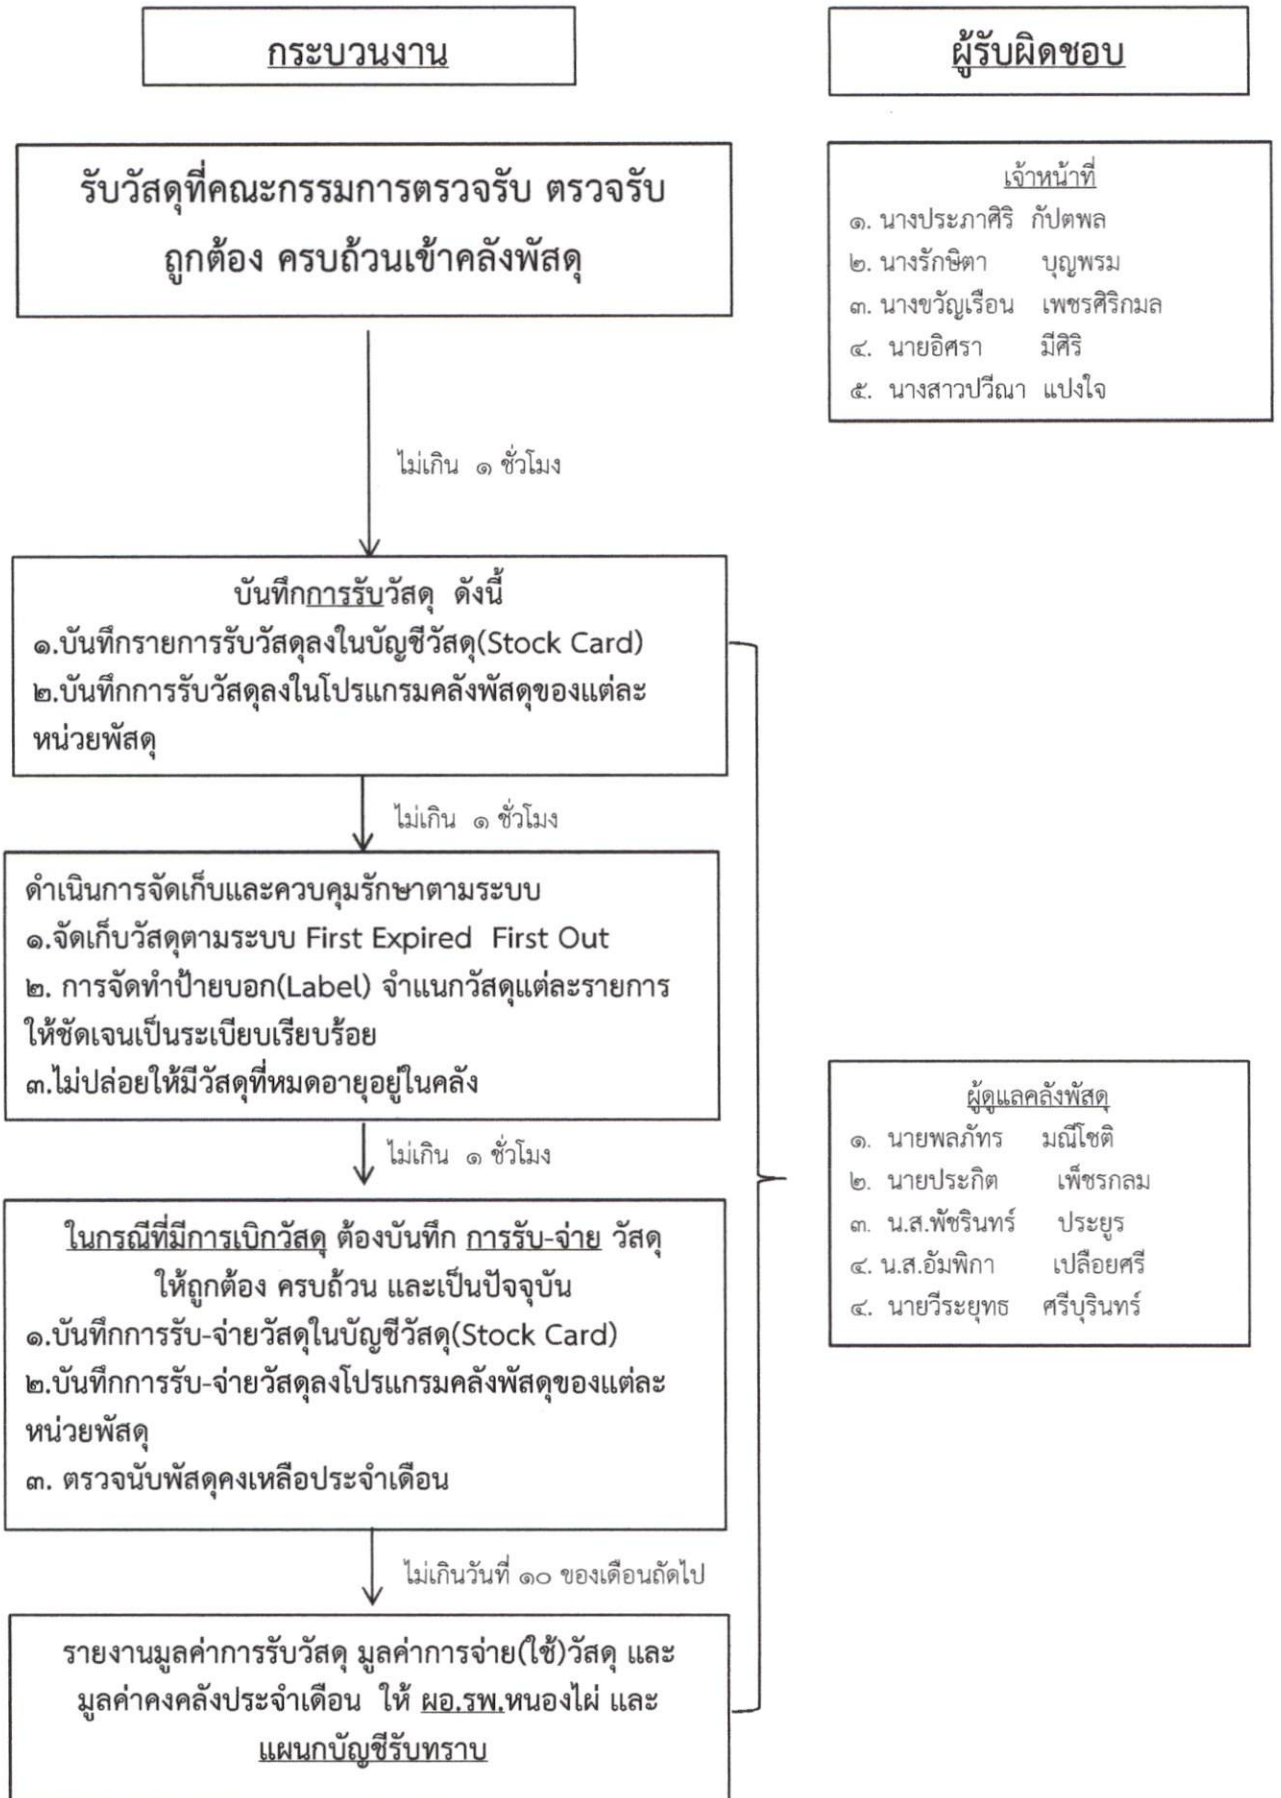 กระบวนงาน
ผู้รับผิดชอบ
รับวัสดุที่คณะกรรมการตรวจรับ ตรวจรับ
ถูกต้อง ครบถ้วนเข้าคลังพัสดุ
เจ้าหน้าที่
๑. นางประภาศิริ กัปตพล
๒. นางรักษิตา บุญพรม
๓. นางขวัญเรือน เพชรศิริกมล
๔. นายอิศรา มีศิริ
๕. นางสาวปวีณา แปงใจ
ไม่เกิน ๑ ชั่วโมง
บันทึกการรับวัสดุ ดังนี้
๑.บันทึกรายการรับวัสดุลงในบัญชีวัสดุ(Stock Card)
๒.บันทึกการรับวัสดุลงในโปรแกรมคลังพัสดุของแต่ละ
หน่วยพัสดุ
ไม่เกิน ๑ ชั่วโมง
ดำเนินการจัดเก็บและควบคุมรักษาตามระบบ
๑.จัดเก็บวัสดุตามระบบ First Expired First Out
๒. การจัดทำป้ายบอก(Label) จำแนกวัสดุแต่ละรายการ
ให้ชัดเจนเป็นระเบียบเรียบร้อย
๓.ไม่ปล่อยให้มีวัสดุที่หมดอายุอยู่ในคลัง
ไม่เกิน ๑ ชั่วโมง
ผู้ดูแลคลังพัสดุ
๑. นายพลภัทร มณีโชติ
๒. นายประกิต เพ็ชรกลม
๓. น.ส.พัชรินทร์ ประยูร
๔. น.ส.อัมพิกา เปลือยศรี
๔. นายวีระยุทธ ศรีบุรินทร์
ในกรณีที่มีการเบิกวัสดุ ต้องบันทึก การรับ-จ่าย วัสดุ
ให้ถูกต้อง ครบถ้วน และเป็นปัจจุบัน
๑.บันทึกการรับ-จ่ายวัสดุในบัญชีวัสดุ(Stock Card)
๒.บันทึกการรับ-จ่ายวัสดุลงโปรแกรมคลังพัสดุของแต่ละ
หน่วยพัสดุ
๓. ตรวจนับพัสดุคงเหลือประจำเดือน
ไม่เกินวันที่ ๑๐ ของเดือนถัดไป
รายงานมูลค่าการรับวัสดุ มูลค่าการจ่าย(ใช้)วัสดุ และ
มูลค่าคงคลังประจำเดือน ให้ ผอ.รพ.หนองไผ่ และ
แผนกบัญชีรับทราบ